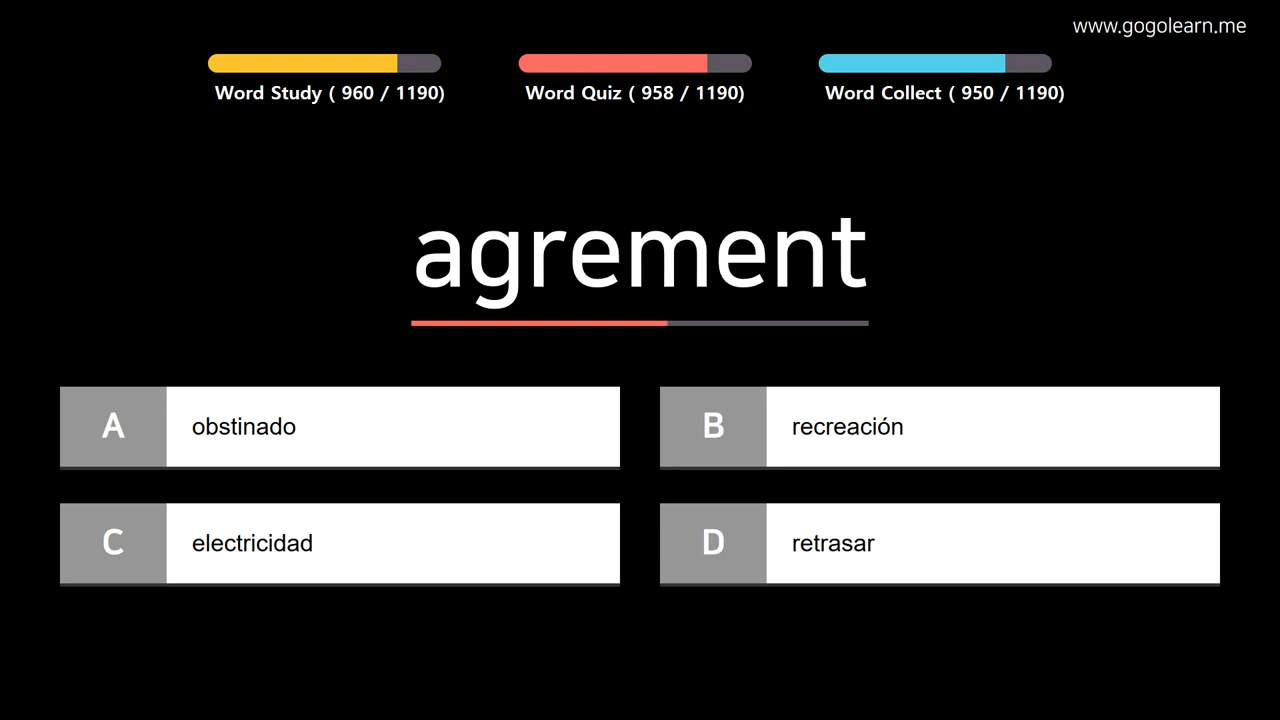 www.gogolearn.me
Word Study ( 960 / 1190)
Word Quiz ( 958 / 1190)
Word Collect ( 950 / 1190)
agrement
A obstinado
B recreación
C electricidad
D retrasar